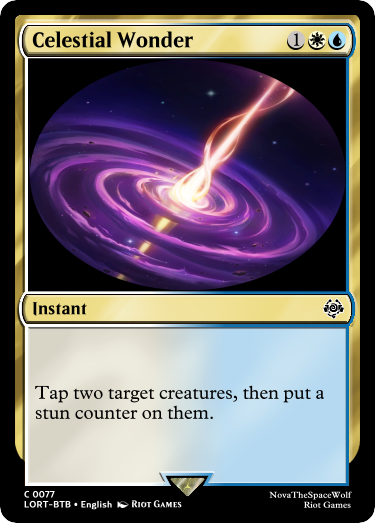 Celestial Wonder 1
Instant
Tap two target creatures, then put a
stun counter on them.
C 0077
LORT-BTB • English Riot Games
NovaTheSpaceWolf
Riot Games